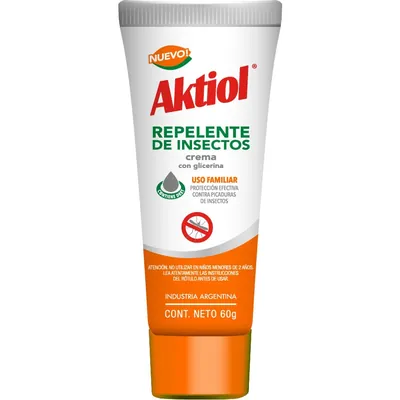 NUEVO!
Aktiol®
REPELENTE
DE INSECTOS
crema
con glicerina
USO FAMILIAR
PROTECCIÓN EFECTIVA
CONTRA PICADURAS
DE INSECTOS
ATENCIÓN: NO UTILIZAR EN NIÑOS MENORES DE 2 AÑOS.
LEA ATENTAMENTE LAS INSTRUCCIONES
DEL RÓTULO ANTES DE USAR
INDUSTRIA ARGENTINA
CONT. NETO 60g